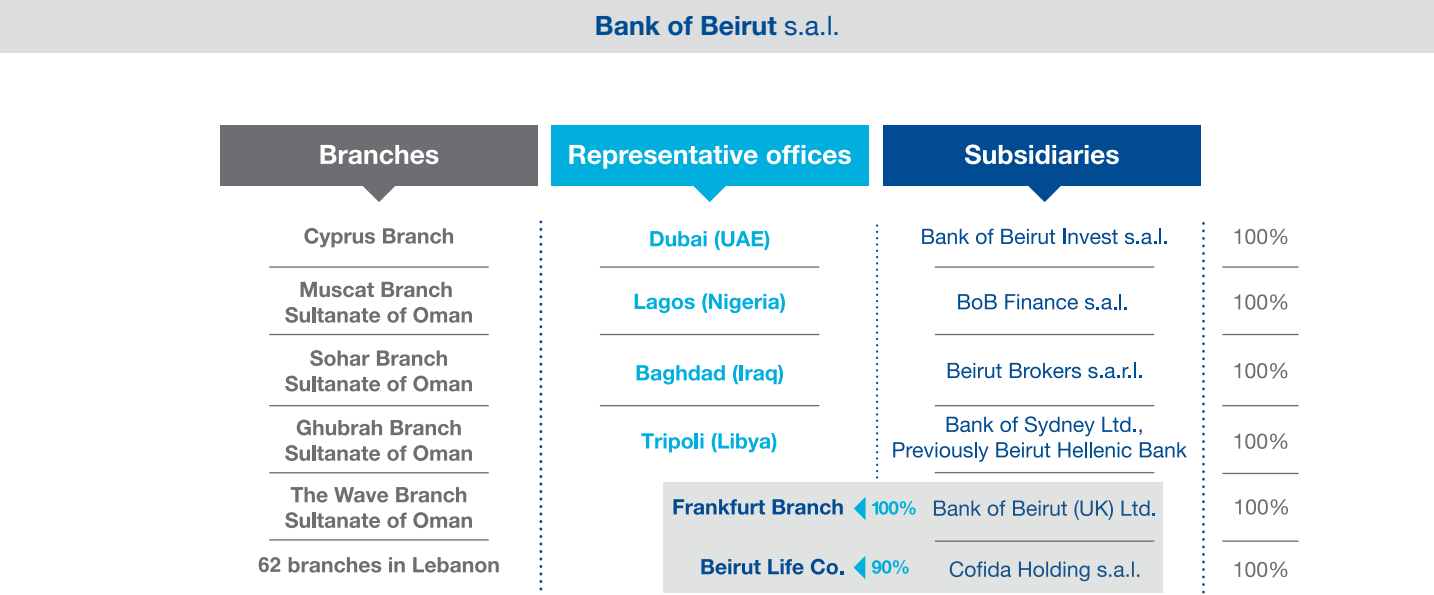 Bank of Beirut s.a.l.
Branches
Representative offices
Subsidiaries
Cyprus Branch
Dubai (UAE)
Bank of Beirut Invest s.a.l.
100%
Muscat Branch
Sultanate of Oman
Lagos (Nigeria)
BoB Finance s.a.l.
100%
Sohar Branch
Sultanate of Oman
Baghdad (Iraq)
Beirut Brokers s.a.r.l.
100%
Ghubrah Branch
Sultanate of Oman
Tripoli (Libya)
Bank of Sydney Ltd.,
Previously Beirut Hellenic Bank
100%
The Wave Branch
Sultanate of Oman
Frankfurt Branch
100%
Bank of Beirut (UK) Ltd.
100%
62 branches in Lebanon
Beirut Life Co.
90%
Cofida Holding s.a.l.
100%